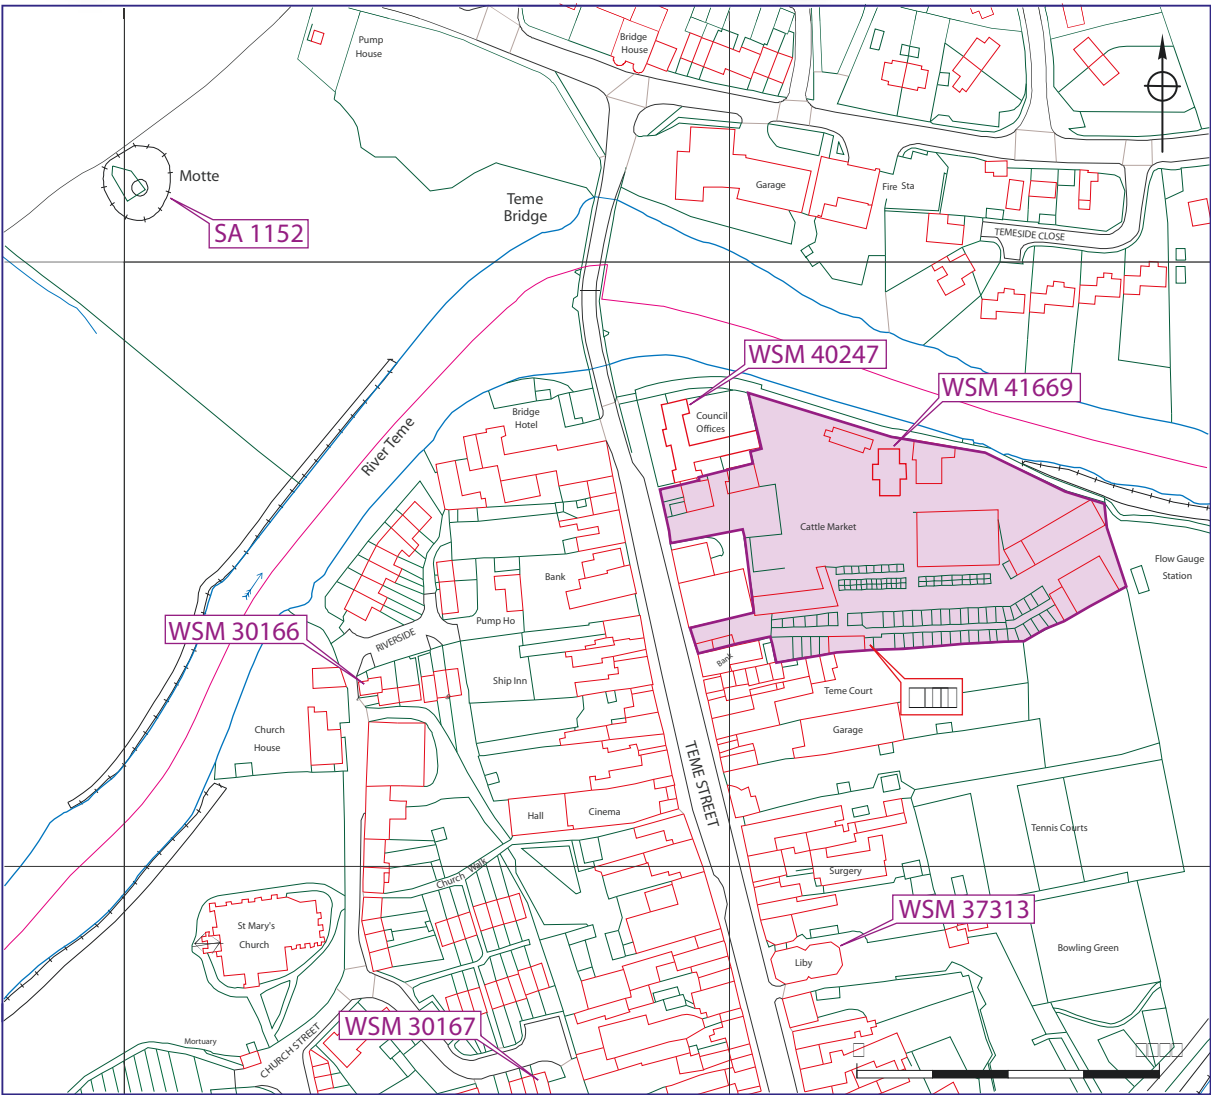 Pump
House
Bridge
House
Motte
SA 1152
Teme
Bridge
Garage
Fire Sta
TEMESIDE CLOSE
WSM 40247
WSM 41669
Bridge
Hotel
Council
Offices
River Teme
Cattle Market
Flow Gauge
Station
Bank
WSM 30166
Pump Ho
RIVERSIDE
Ship Inn
Bank
Teme Court
Church
House
Garage
TEME STREET
Hall
Cinema
Tennis Courts
Church Walk
Surgery
WSM 37313
St Mary's
Church
Bowling Green
Liby
WSM 30167
Mortuary
CHURCH STREET